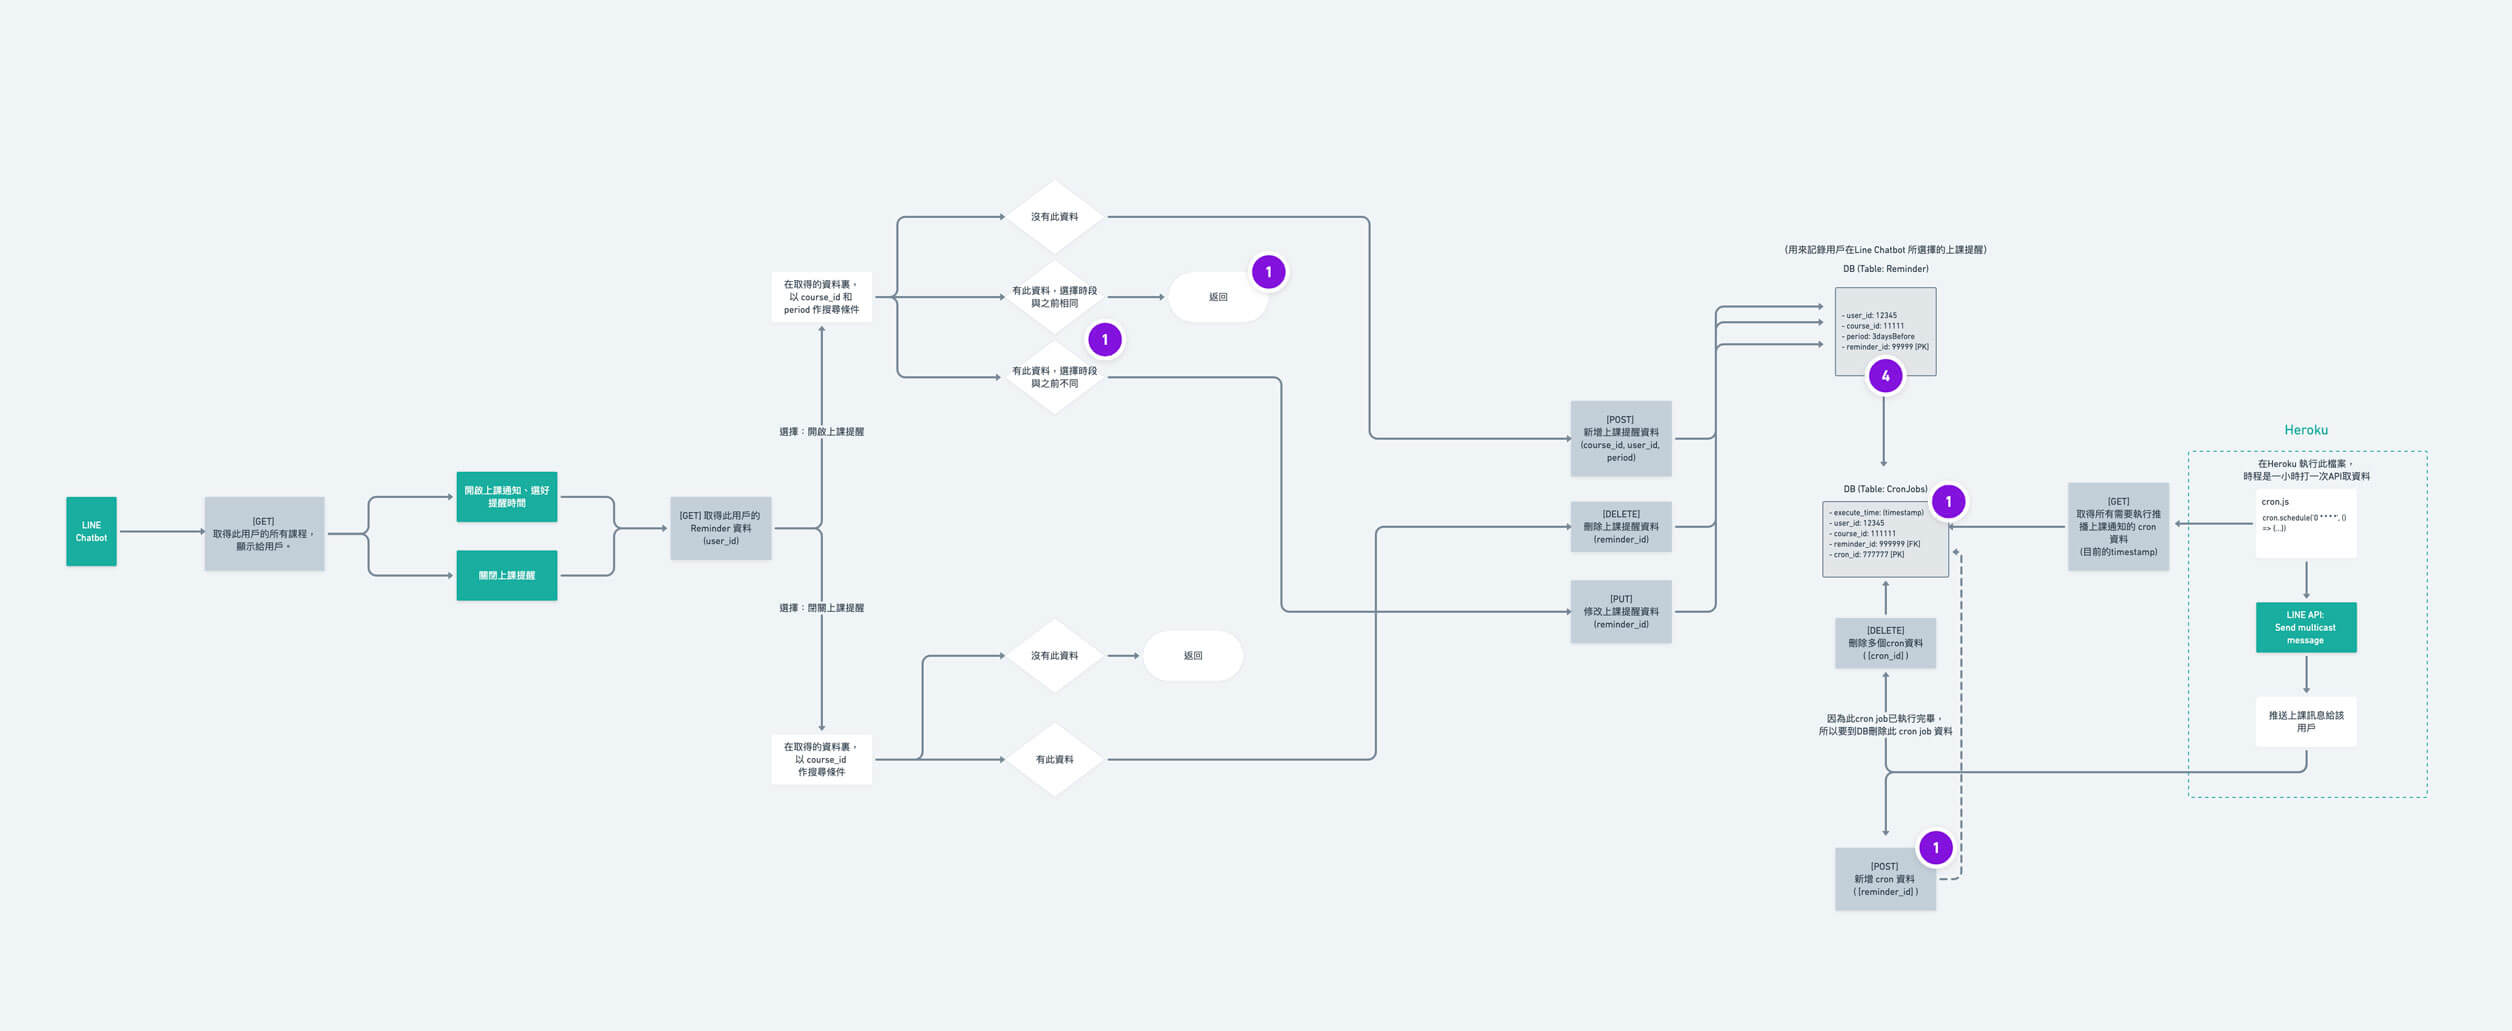 LINE
Chatbot
[GET]
取得此用戶的所有課程，
顯示給用戶。
開啟上課通知、選好
提醒時間
關閉上課提醒
[GET] 取得此用戶的
Reminder 資料
(user_id)
選擇：開啟上課提醒
選擇：閉關上課提醒
在取得的資料裏，
以 course_id 和
period 作搜尋條件
沒有此資料
有此資料，選擇時段
與之前相同
返回
1
1
有此資料，選擇時段
與之前不同
在取得的資料裏，
以 course_id
作搜尋條件
沒有此資料
返回
有此資料
[POST]
新增上課提醒資料
(course_id, user_id,
period)
[DELETE]
刪除上課提醒資料
(reminder_id)
[PUT]
修改上課提醒資料
(reminder_id)
(用來記錄用戶在Line Chatbot 所選擇的上課提醒)
DB (Table: Reminder)
- user_id: 12345
- course_id: 11111
- period: 3daysBefore
- reminder_id: 99999 [PK]
4
DB (Table: CronJobs)
1
- execute_time: (timestamp)
- user_id: 12345
- course_id: 111111
- reminder_id: 999999 [FK]
- cron_id: 777777 [PK]
[DELETE]
刪除多個cron資料
( [cron_id] )
因為此cron job已執行完畢，
所以要到DB刪除此 cron job 資料
1
[POST]
新增 cron 資料
( [reminder_id] )
[GET]
取得所有需要執行推
播上課通知的 cron
資料
(目前的timestamp)
Heroku
在Heroku 執行此檔案，
時程是一小時打一次API取資料
cron.js
cron.schedule('0 * * * *', ()
=> {...})
LINE API:
Send multicast
message
推送上課訊息給該
用戶